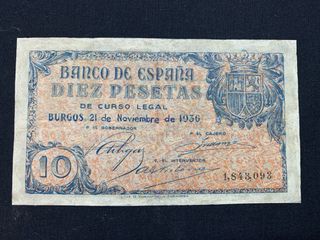 BANCO DE ESPAÑA
DIEZ PESETAS
DE CURSO LEGAL
BURGOS, 21 de Noviembre de 1936
P. EL GOBERNADOR
P. EL CAJERO
P. EL INTERVENTOR
10
1,843,093